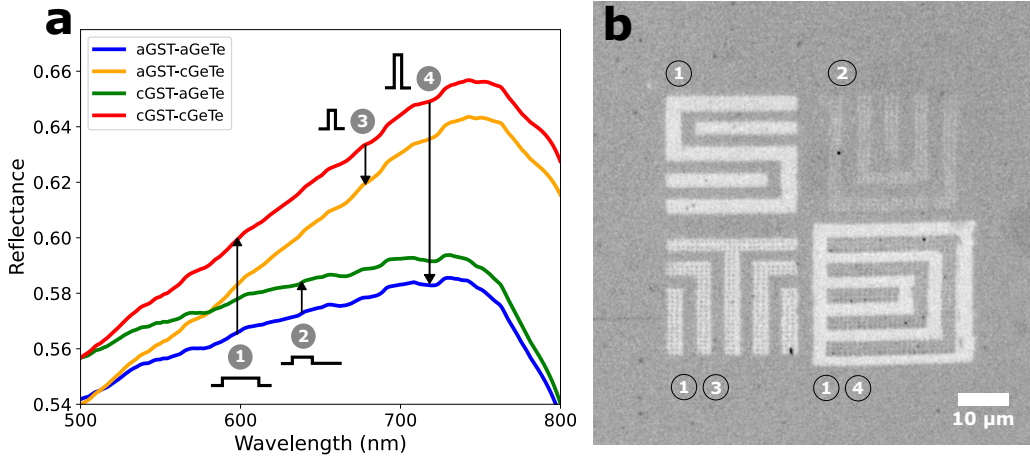 a
aGST-aGeTe
aGST-cGeTe
cGST-aGeTe
cGST-cGeTe
4
3
1
2
Reflectance
0.66
0.64
0.62
0.60
0.58
0.56
0.54
500
600
700
800
Wavelength (nm)
b
1
2
1 3
1 4
10 μm